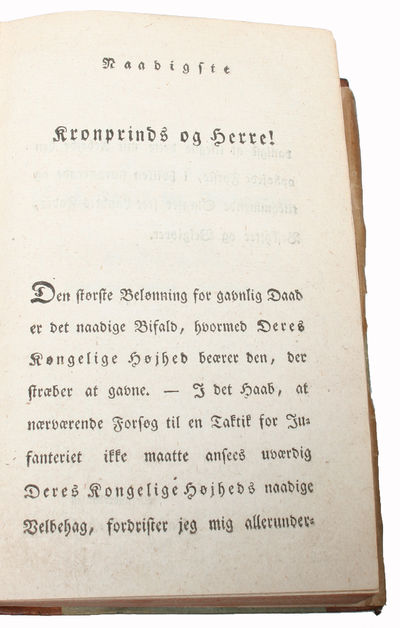 Naadigste
Kronprinds og Herre!
Den største Belønning for gavnlig Daad
er det naadige Bifald, hvormed Deres
Kongelige Højhed beærer den, der
stræber at gavne. — I det Haab, at
nærværende Forsøg til en Taktik for In-
fanteriet ikke maatte ansees uværdig
Deres Kongelige Højheds naadige
Velbehag, fordrister jeg mig allerunder-